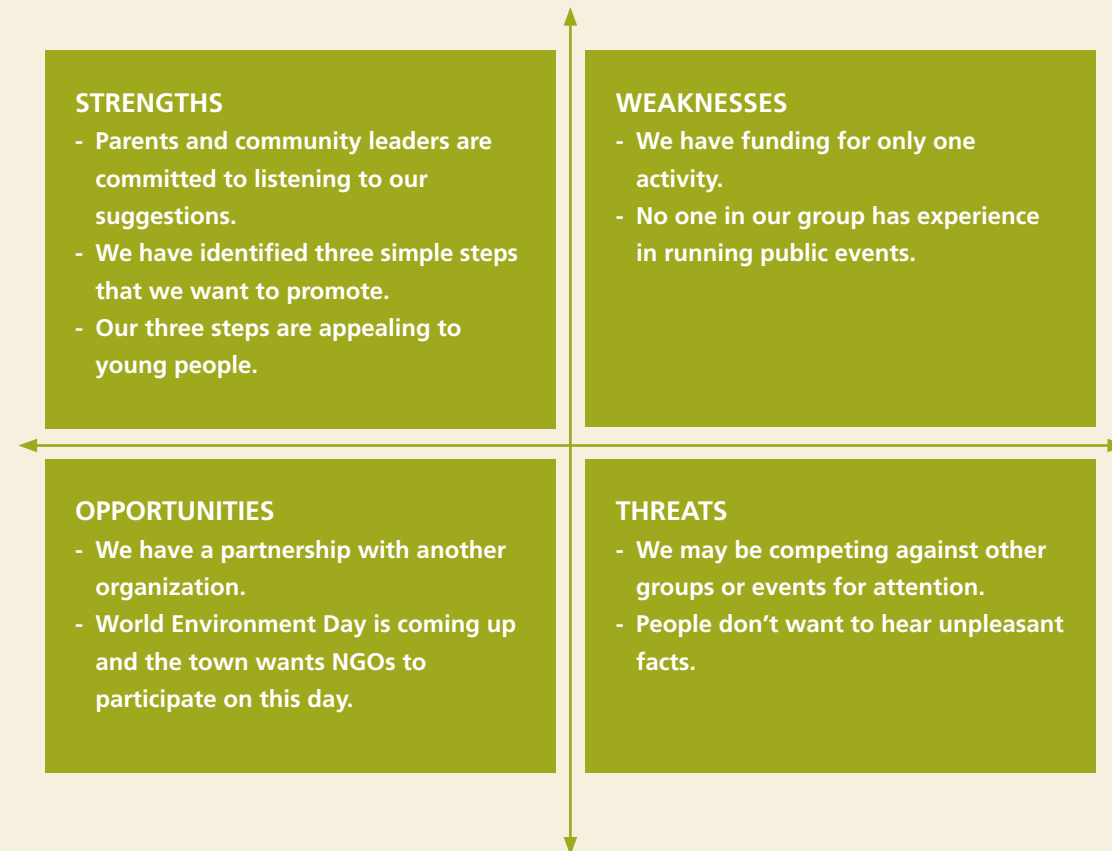 STRENGTHS
- Parents and community leaders are
committed to listening to our
suggestions.
- We have identified three simple steps
that we want to promote.
- Our three steps are appealing to
young people.
WEAKNESSES
- We have funding for only one
activity.
- No one in our group has experience
in running public events.
OPPORTUNITIES
- We have a partnership with another
organization.
- World Environment Day is coming up
and the town wants NGOs to
participate on this day.
THREATS
- We may be competing against other
groups or events for attention.
- People don’t want to hear unpleasant
facts.